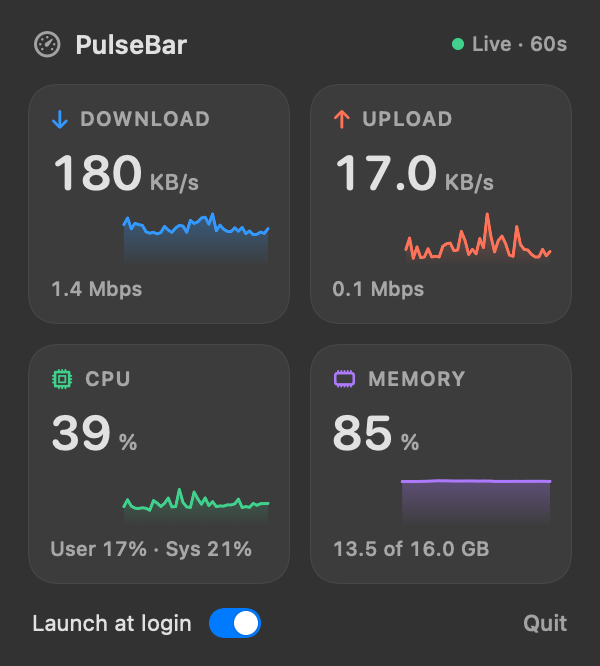 PulseBar
Live · 60s
DOWNLOAD
180 KB/s
1.4 Mbps
UPLOAD
17.0 KB/s
0.1 Mbps
CPU
39 %
User 17% · Sys 21%
MEMORY
85 %
13.5 of 16.0 GB
Launch at login
Quit